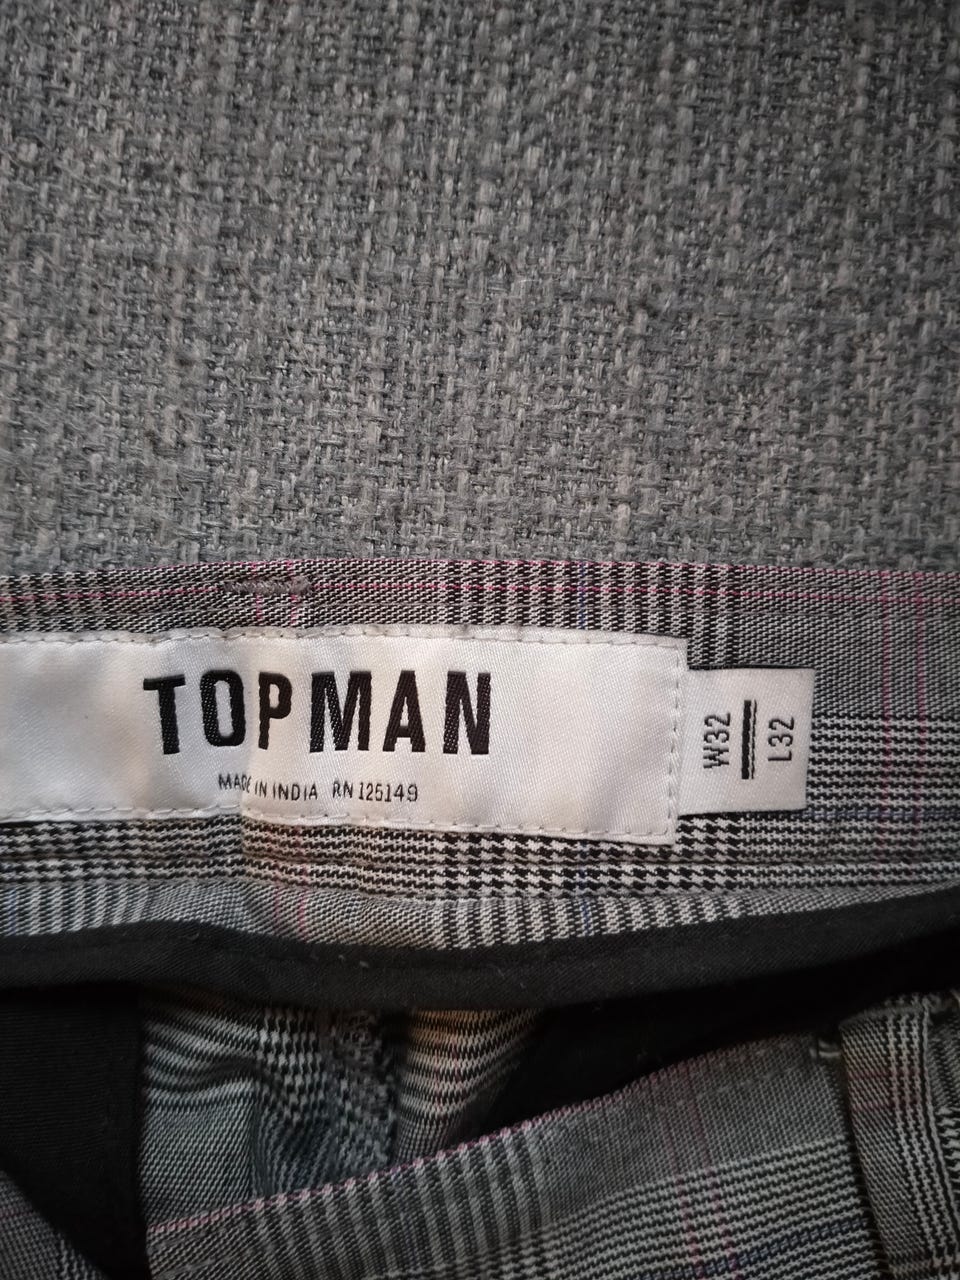 TOPMAN
MADE IN INDIA RN 125149
W32
L32